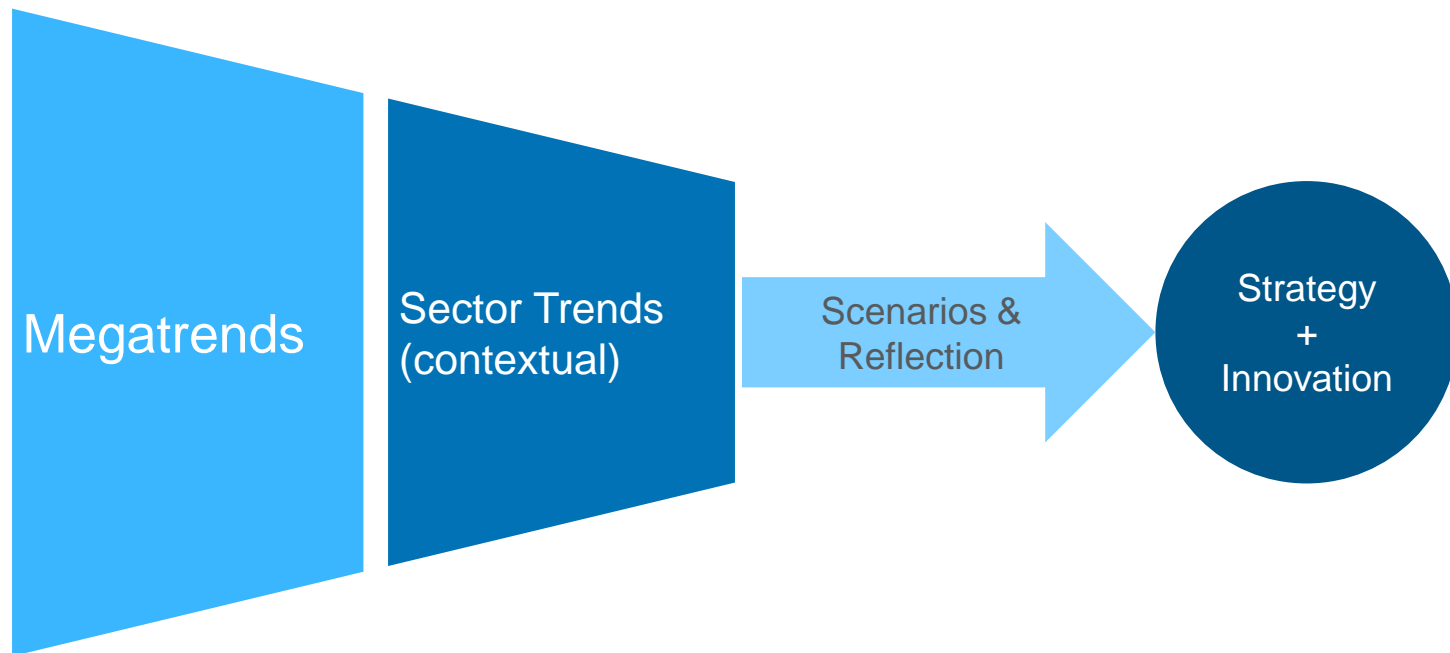 Megatrends
Sector Trends
(contextual)
Scenarios &
Reflection
Strategy
+
Innovation